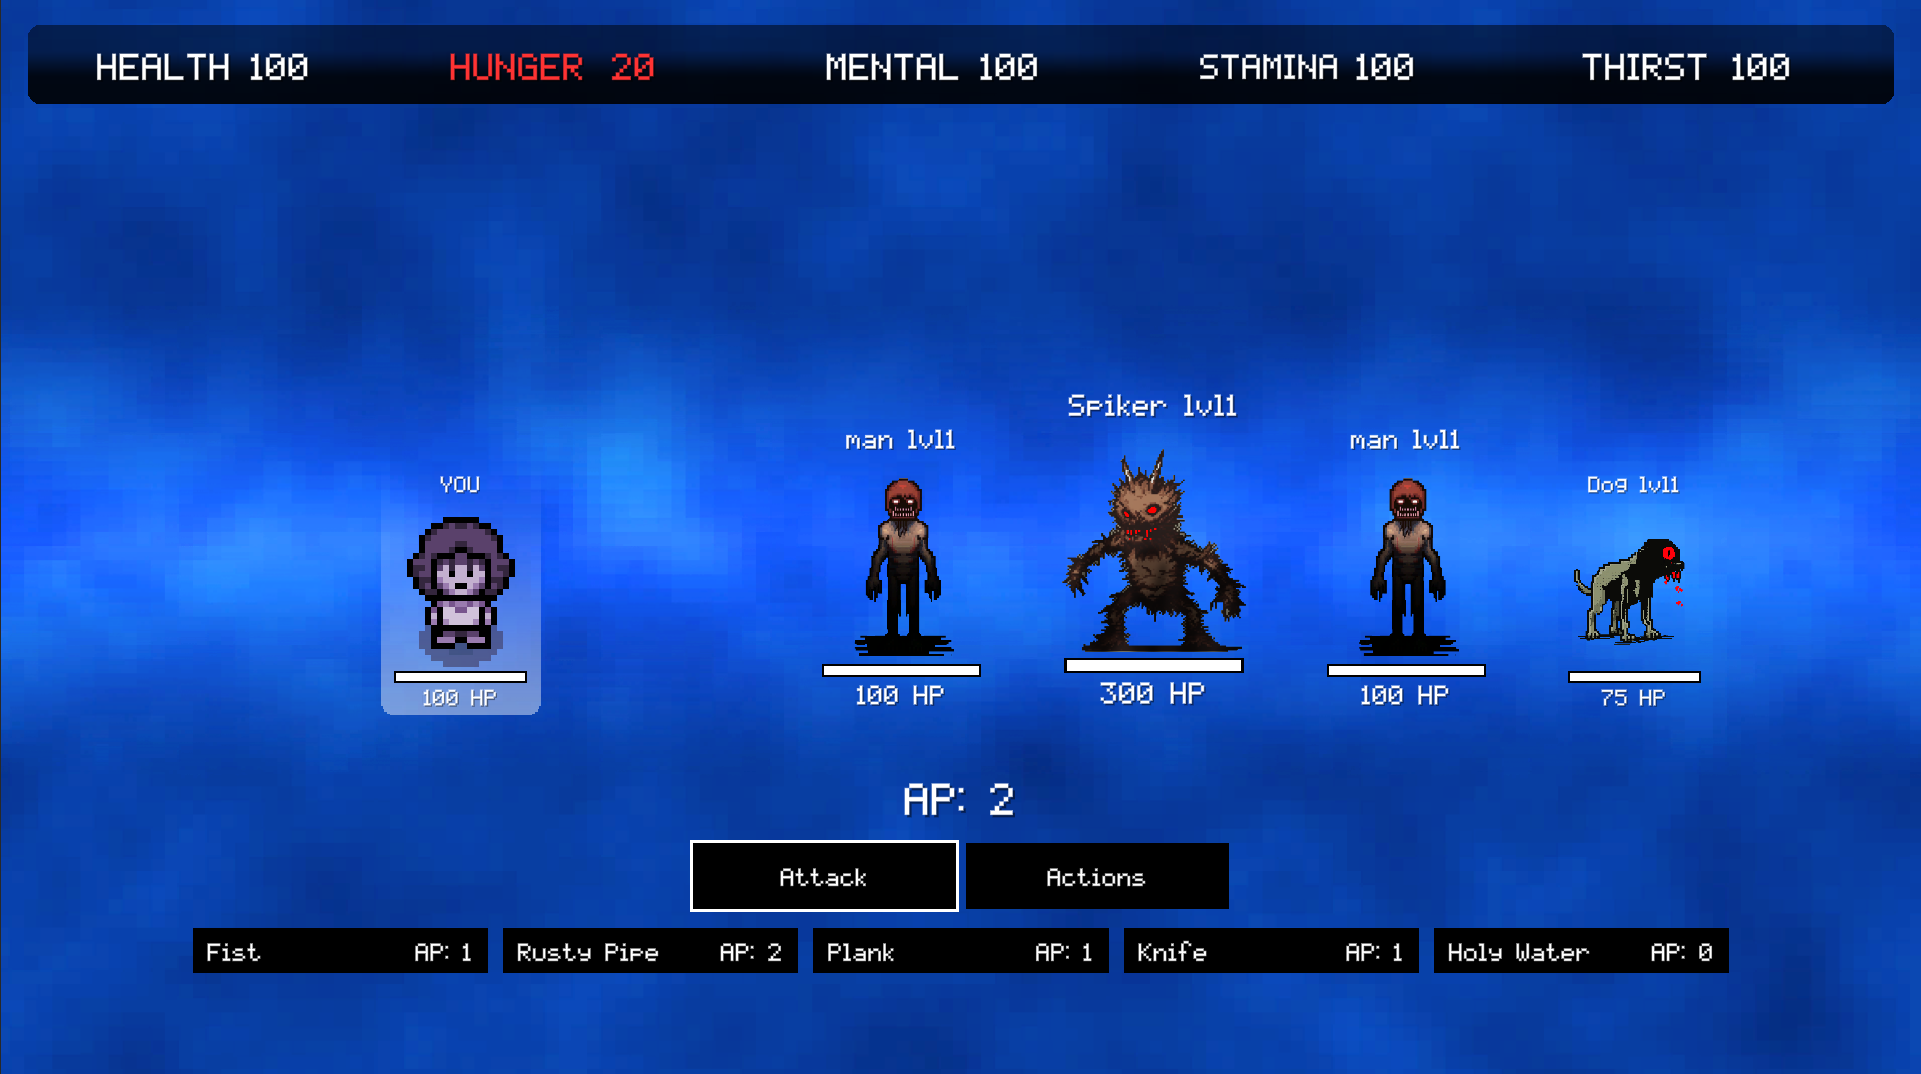 HEALTH 100 HUNGER 20 MENTAL 100 STAMINA 100 THIRST 100
Spiker lvl1
man lvl1 man lvl1
YOU Dog lvl1
100 HP 100 HP 300 HP 100 HP 75 HP
AP: 2
Attack Actions
Fist AP: 1 Rusty Pipe AP: 2 Plank AP: 1 Knife AP: 1 Holy Water AP: 0